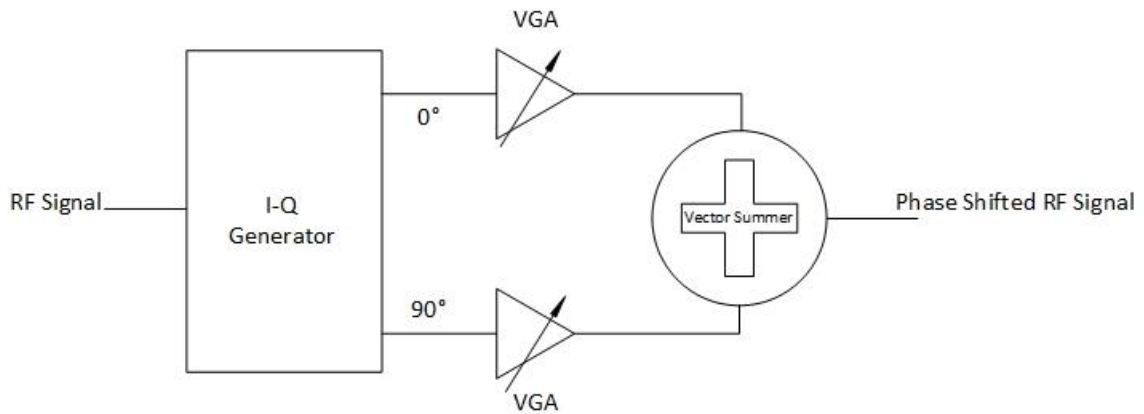 VGA
0°
RF Signal
I-Q
Generator
Vector Summer
Phase Shifted RF Signal
90°
VGA